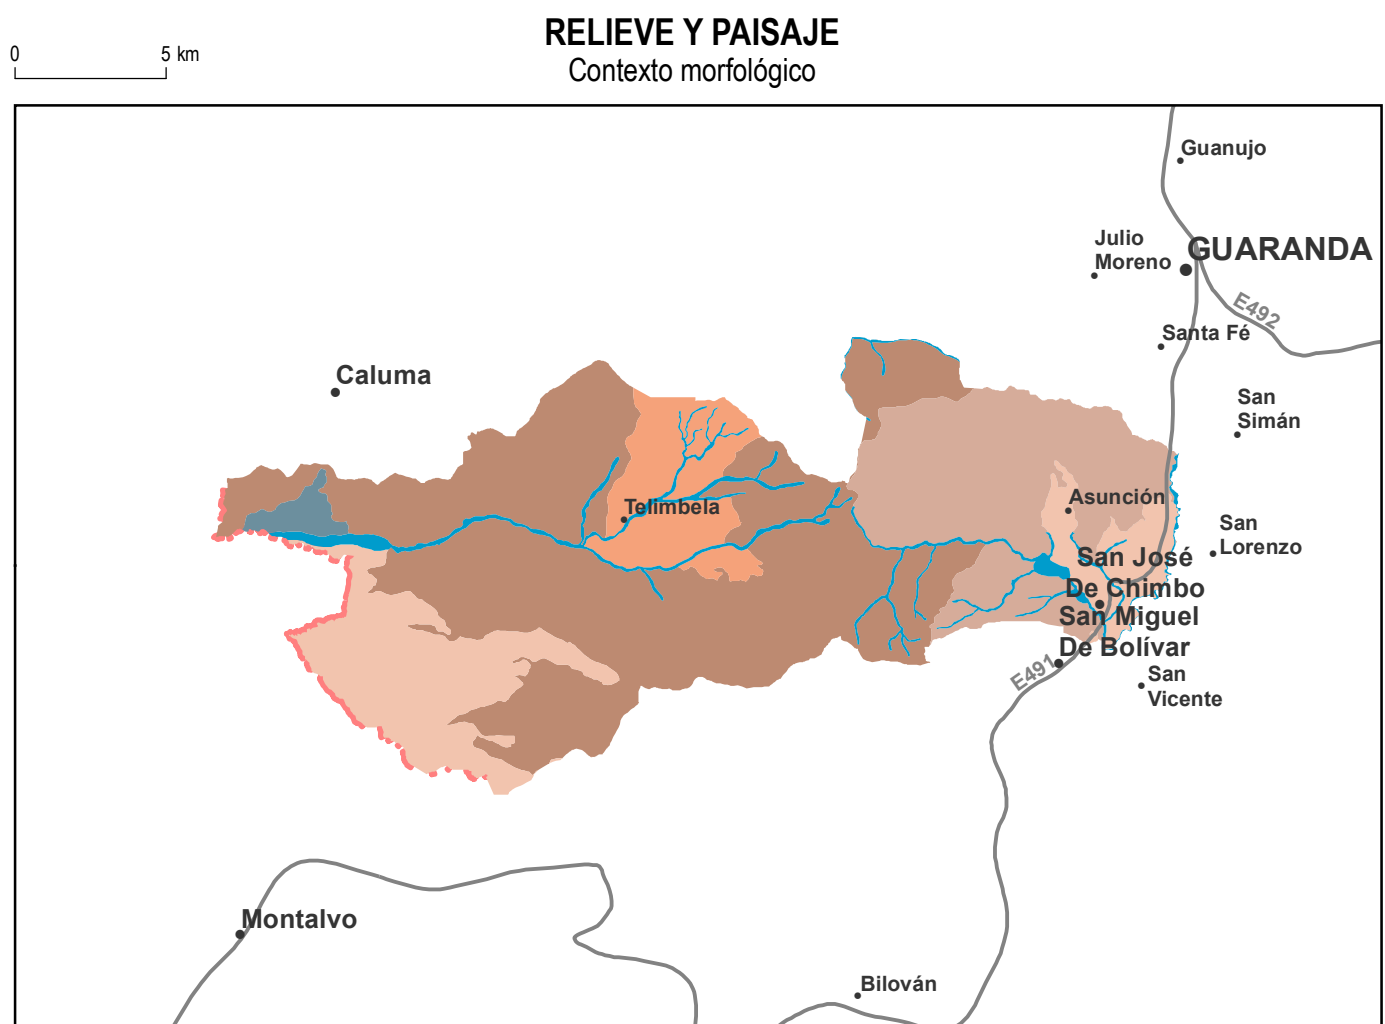 RELIEVE Y PAISAJE
Contexto morfológico
0 5 km
Guanujo
Julio
Moreno
GUARANDA
E492
Santa Fé
Caluma
San
Simán
Asunción
Telimbela
San
Lorenzo
San José
De Chimbo
San Miguel
De Bolívar
E491
San
Vicente
Montalvo
Bilován